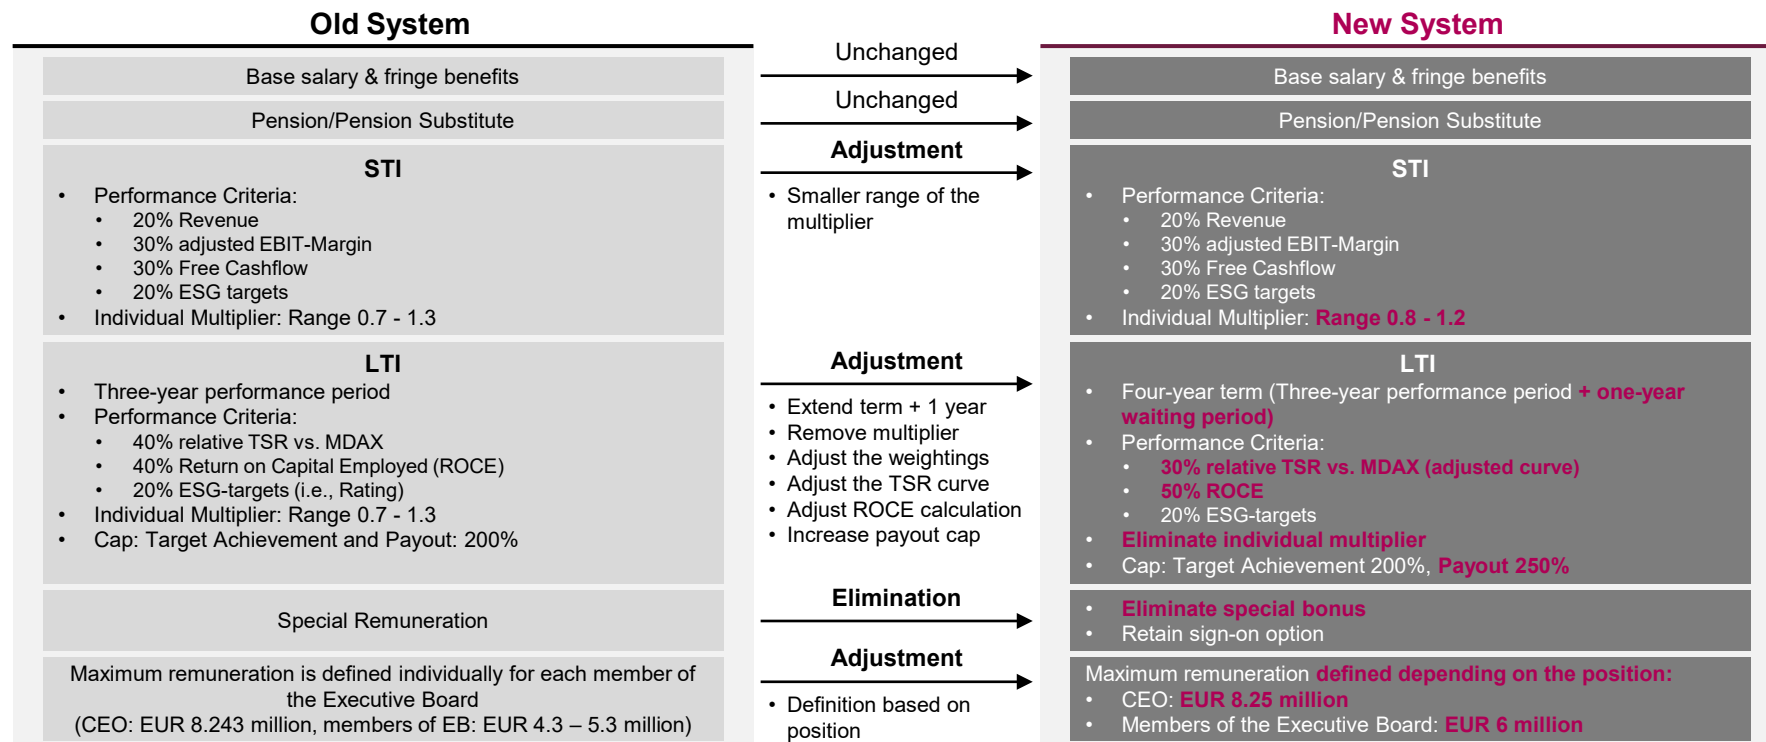 Old System
New System
Base salary & fringe benefits
Unchanged
Base salary & fringe benefits
Pension/Pension Substitute
Unchanged
Pension/Pension Substitute
STI
• Performance Criteria:
• 20% Revenue
• 30% adjusted EBIT-Margin
• 30% Free Cashflow
• 20% ESG targets
• Individual Multiplier: Range 0.7 - 1.3
Adjustment
• Smaller range of the
multiplier
STI
• Performance Criteria:
• 20% Revenue
• 30% adjusted EBIT-Margin
• 30% Free Cashflow
• 20% ESG targets
• Individual Multiplier: Range 0.8 - 1.2
LTI
• Three-year performance period
• Performance Criteria:
• 40% relative TSR vs. MDAX
• 40% Return on Capital Employed (ROCE)
• 20% ESG-targets (i.e., Rating)
• Individual Multiplier: Range 0.7 - 1.3
• Cap: Target Achievement and Payout: 200%
Adjustment
• Extend term + 1 year
• Remove multiplier
• Adjust the weightings
• Adjust the TSR curve
• Adjust ROCE calculation
• Increase payout cap
LTI
• Four-year term (Three-year performance period + one-year
waiting period)
• Performance Criteria:
• 30% relative TSR vs. MDAX (adjusted curve)
• 50% ROCE
• 20% ESG-targets
• Eliminate individual multiplier
• Cap: Target Achievement 200%, Payout 250%
Special Remuneration
Elimination
• Eliminate special bonus
• Retain sign-on option
Maximum remuneration is defined individually for each member of
the Executive Board
(CEO: EUR 8.243 million, members of EB: EUR 4.3 – 5.3 million)
Adjustment
• Definition based on
position
Maximum remuneration defined depending on the position:
• CEO: EUR 8.25 million
• Members of the Executive Board: EUR 6 million